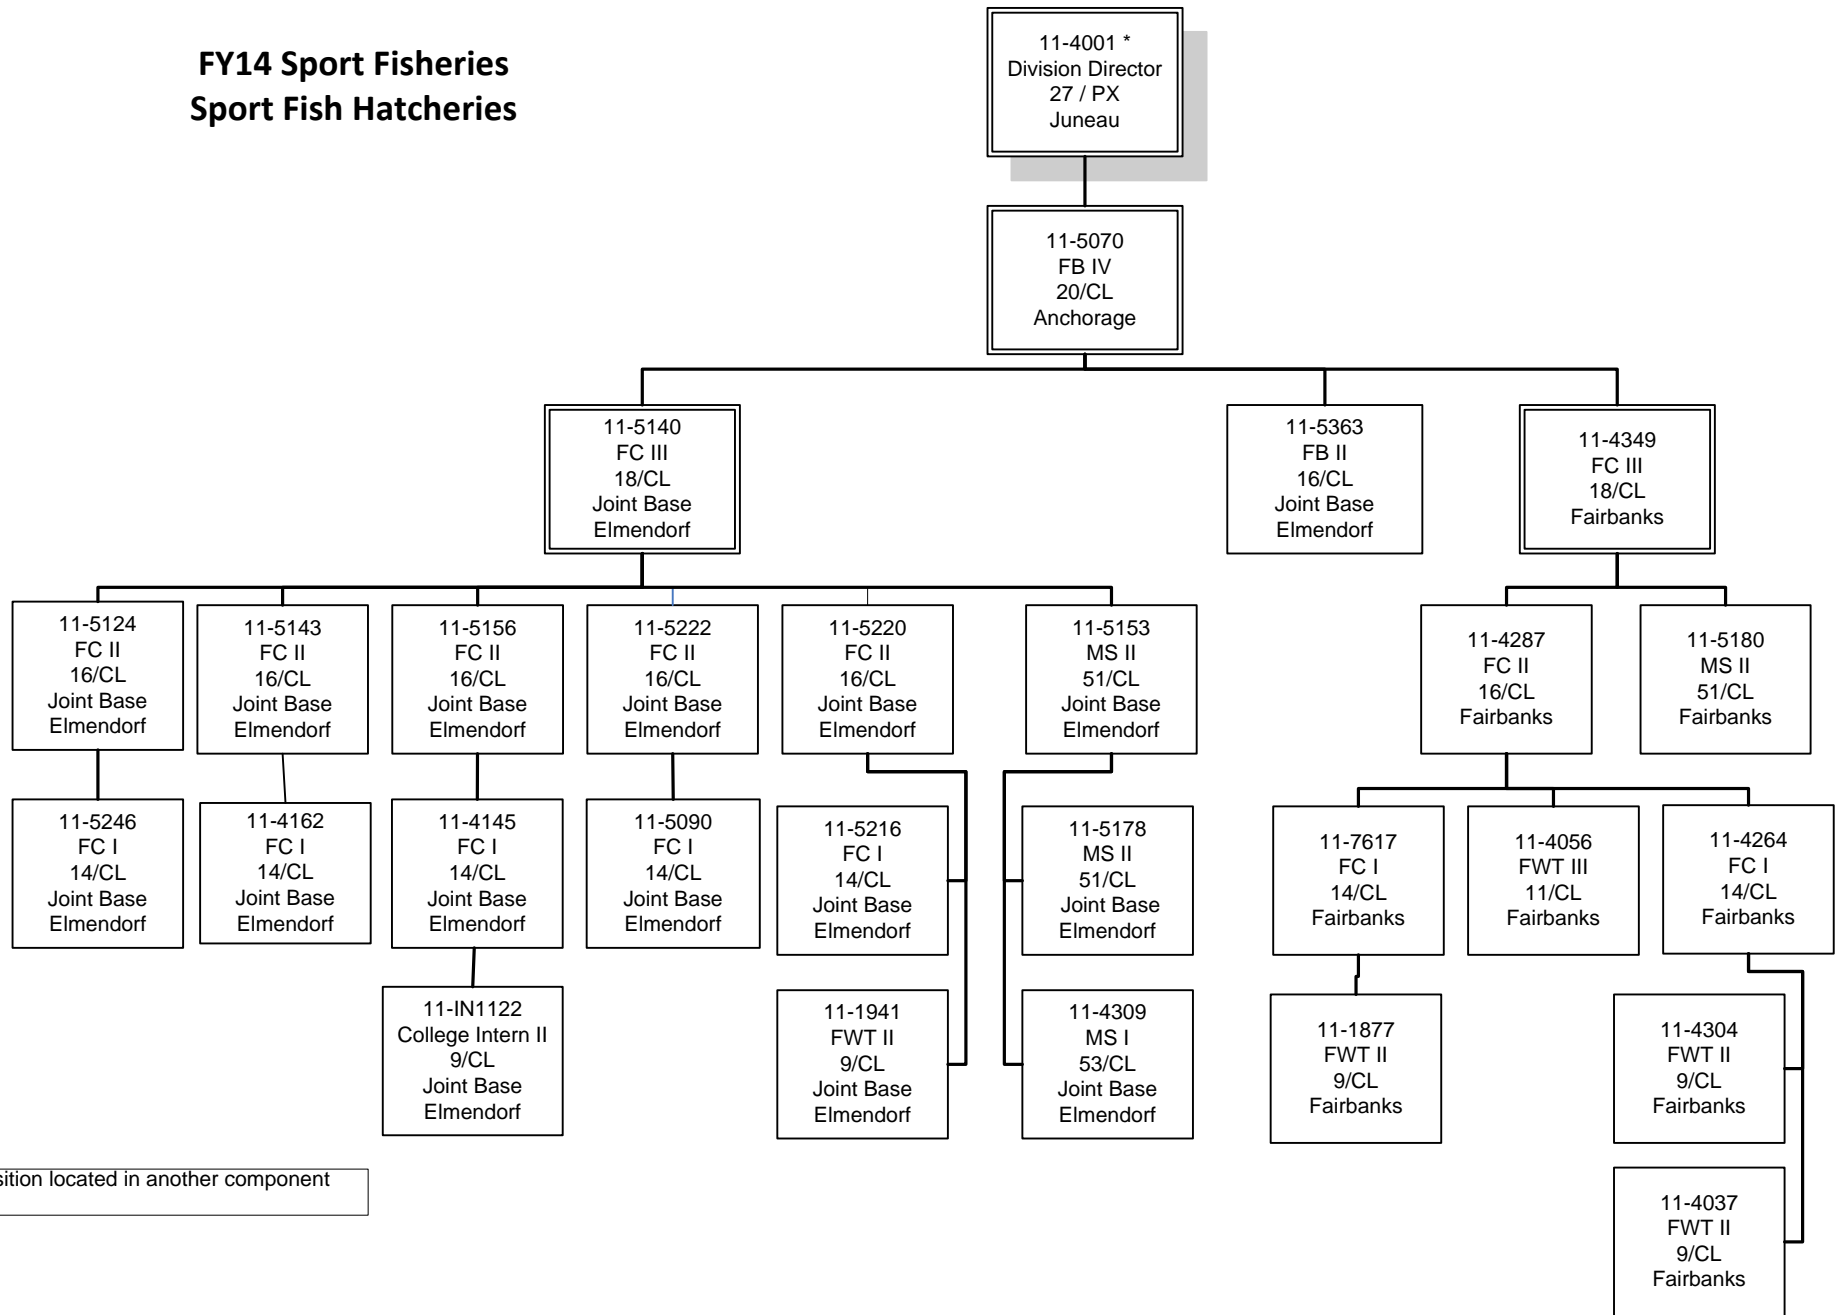 FY14 Sport Fisheries
Sport Fish Hatcheries
11-4001 *
Division Director
27 / PX
Juneau
11-5070
FB IV
20/CL
Anchorage
11-5140
FC III
18/CL
Joint Base
Elmendorf
11-5363
FB II
16/CL
Joint Base
Elmendorf
11-4349
FC III
18/CL
Fairbanks
11-5124
FC II
16/CL
Joint Base
Elmendorf
11-5143
FC II
16/CL
Joint Base
Elmendorf
11-5156
FC II
16/CL
Joint Base
Elmendorf
11-5222
FC II
16/CL
Joint Base
Elmendorf
11-5220
FC II
16/CL
Joint Base
Elmendorf
11-5153
MS II
51/CL
Joint Base
Elmendorf
11-4287
FC II
16/CL
Fairbanks
11-5180
MS II
51/CL
Fairbanks
11-5246
FC I
14/CL
Joint Base
Elmendorf
11-4162
FC I
14/CL
Joint Base
Elmendorf
11-4145
FC I
14/CL
Joint Base
Elmendorf
11-5090
FC I
14/CL
Joint Base
Elmendorf
11-5216
FC I
14/CL
Joint Base
Elmendorf
11-5178
MS II
51/CL
Joint Base
Elmendorf
11-7617
FC I
14/CL
Fairbanks
11-4056
FWT III
11/CL
Fairbanks
11-4264
FC I
14/CL
Fairbanks
11-IN1122
College Intern II
9/CL
Joint Base
Elmendorf
11-1941
FWT II
9/CL
Joint Base
Elmendorf
11-4309
MS I
53/CL
Joint Base
Elmendorf
11-1877
FWT II
9/CL
Fairbanks
11-4304
FWT II
9/CL
Fairbanks
11-4037
FWT II
9/CL
Fairbanks
located in another component